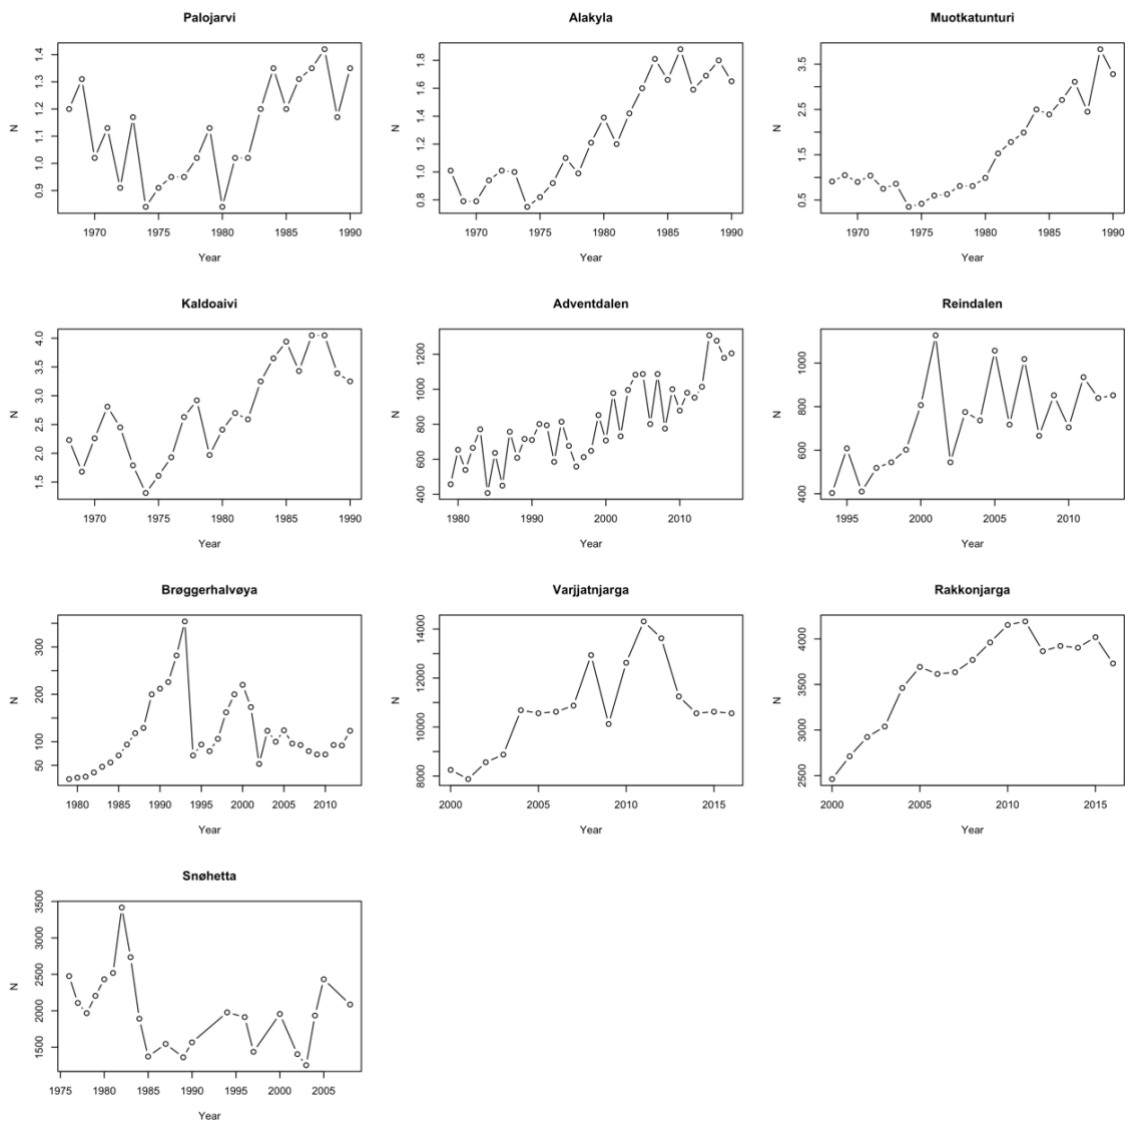 Palojarvi
N
1.4
1.3
1.2
1.1
1.0
0.9
1970 1975 1980 1985 1990
Year
Alakyla
N
1.8
1.6
1.4
1.2
1.0
0.8
1970 1975 1980 1985 1990
Year
Muotkatunturi
N
3.5
2.5
1.5
0.5
1970 1975 1980 1985 1990
Year
Kaldoaivi
N
4.0
3.5
3.0
2.5
2.0
1.5
1970 1975 1980 1985 1990
Year
Adventdalen
N
1200
1000
800
600
400
1980 1990 2000 2010
Year
Reindalen
N
1000
800
600
400
1995 2000 2005 2010
Year
Brøggerhalvøya
N
300
200
100
50
1980 1985 1990 1995 2000 2005 2010
Year
Varjjatnjarga
N
14000
12000
10000
8000
2000 2005 2010 2015
Year
Rakkonjarga
N
4000
3500
3000
2500
2000 2005 2010 2015
Year
Snøhetta
N
3500
3000
2500
2000
1500
1975 1980 1985 1990 1995 2000 2005
Year